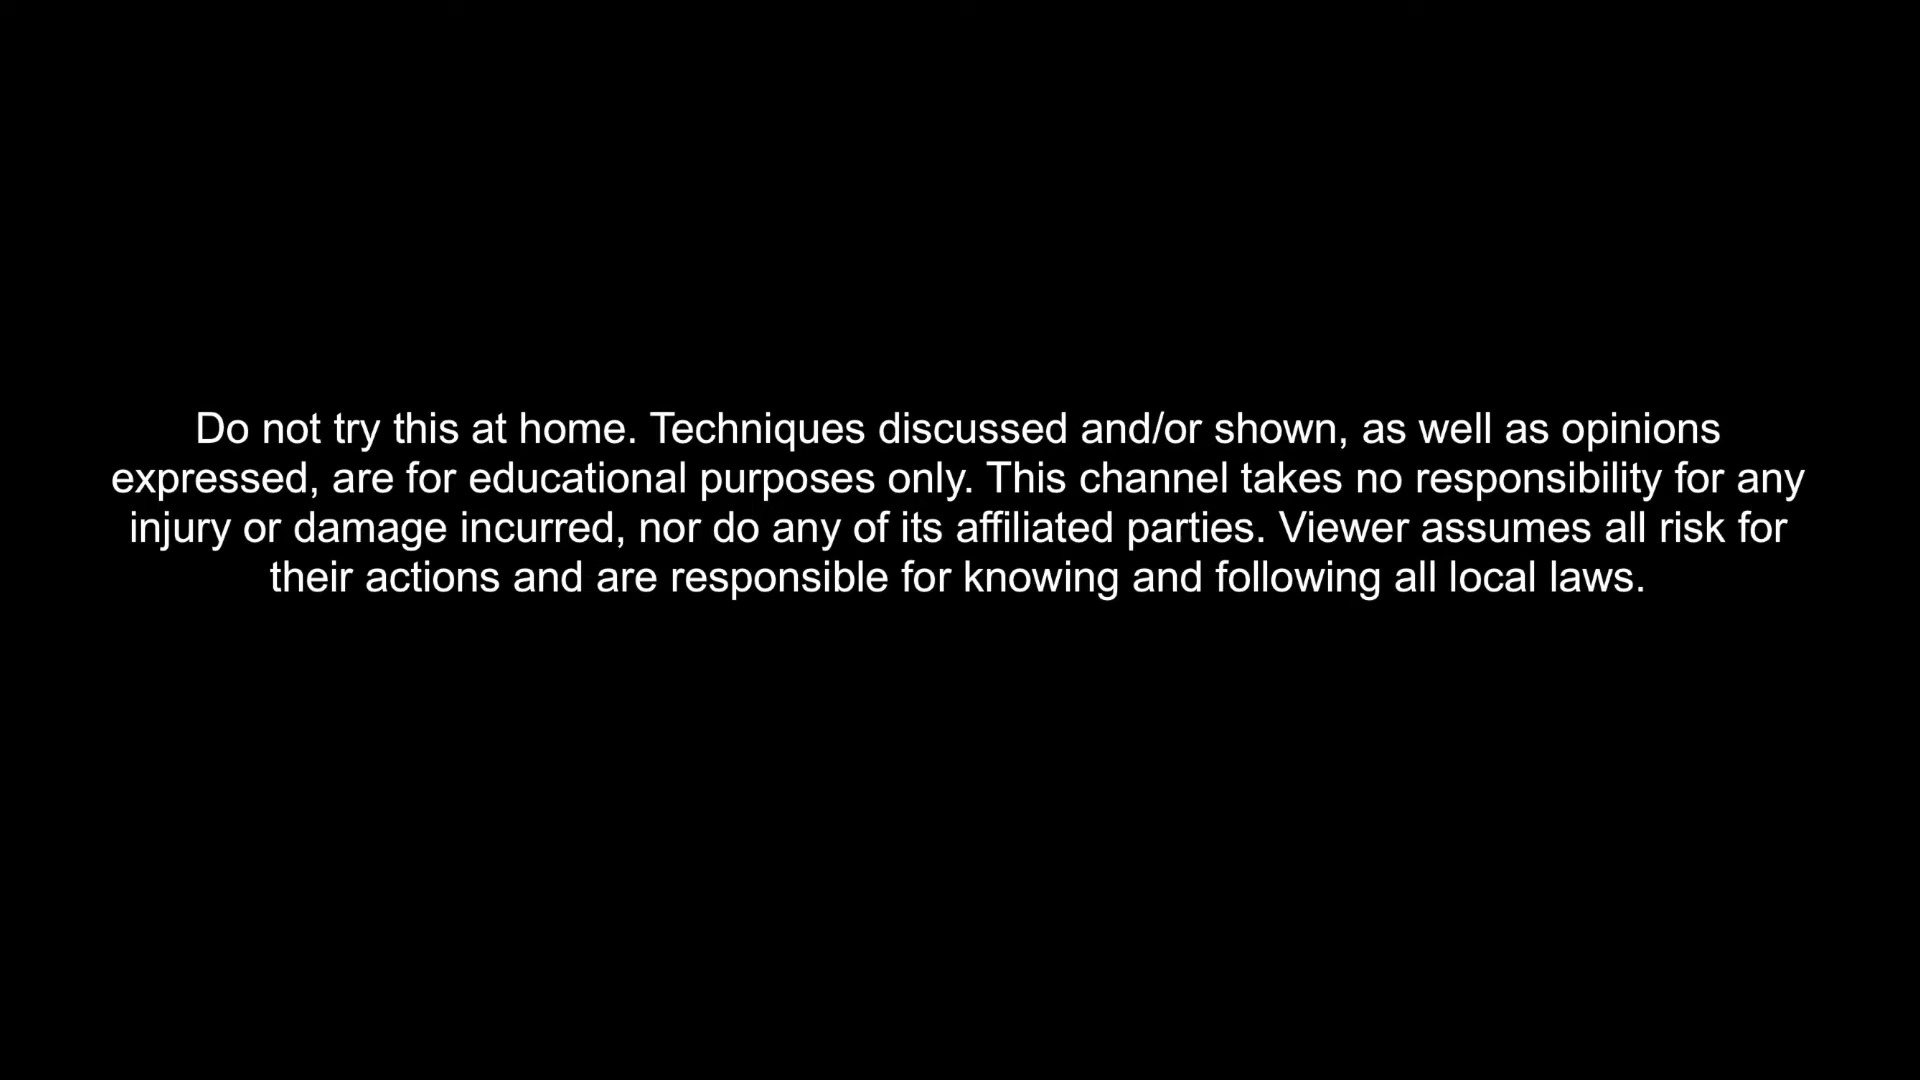 Do not try this at home. Techniques discussed and/or shown, as well as opinions
expressed, are for educational purposes only. This channel takes no responsibility for any
injury or damage incurred, nor do any of its affiliated parties. Viewer assumes all risk for
their actions and are responsible for knowing and following all local laws.